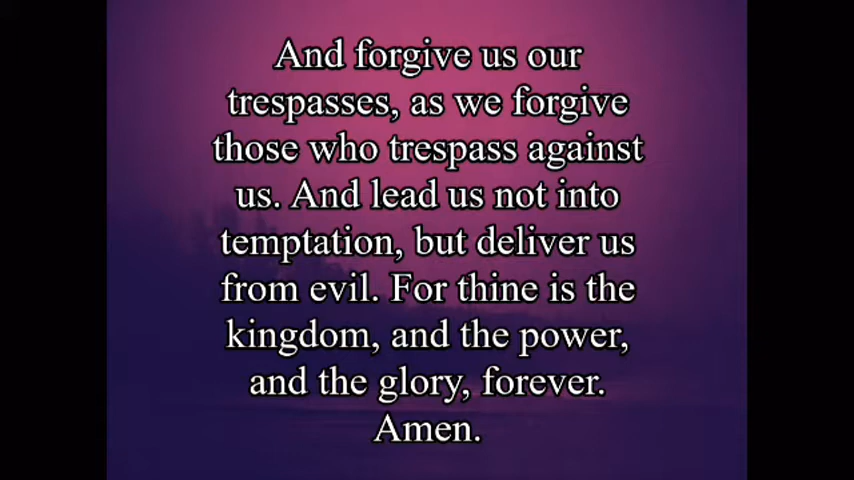 And forgive us our
trespasses, as we forgive
those who trespass against
us. And lead us not into
temptation, but deliver us
from evil. For thine is the
kingdom, and the power,
and the glory, forever.
Amen.